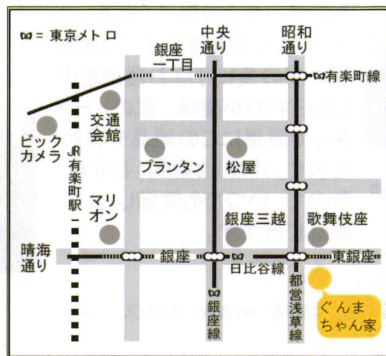 = 東京メトロ
中央
通り
昭和
通り
銀座
一丁目
有楽町線
交通
会館
ビック
カメラ
JR有楽町駅
プランタン
松屋
マリ
オン
銀座三越
歌舞伎座
晴海
通り
銀座
日比谷線
東銀座
銀座線
都営浅草線
ぐんま
ちゃん家